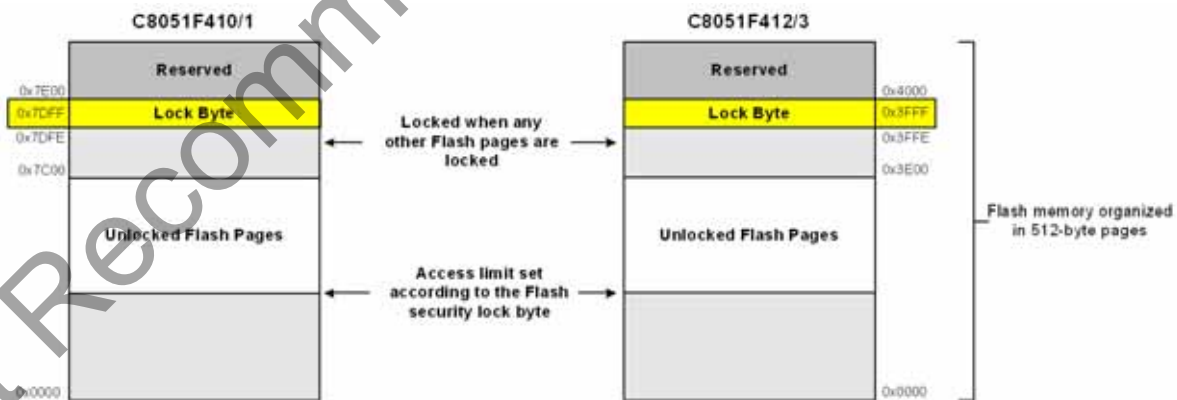 C8051F410/1
C8051F412/3
Reserved
Reserved
0x7E00
0x4000
0x7DFF
Lock Byte
Lock Byte
0x3FFF
0x7DFE
0x3FFE
Locked when any
other Flash pages are
locked
0x7C00
0x3E00
Unlocked Flash Pages
Unlocked Flash Pages
Flash memory organized
in 512-byte pages
Access limit set
according to the Flash
security lock byte
0x0000
0x0000
t Recomm